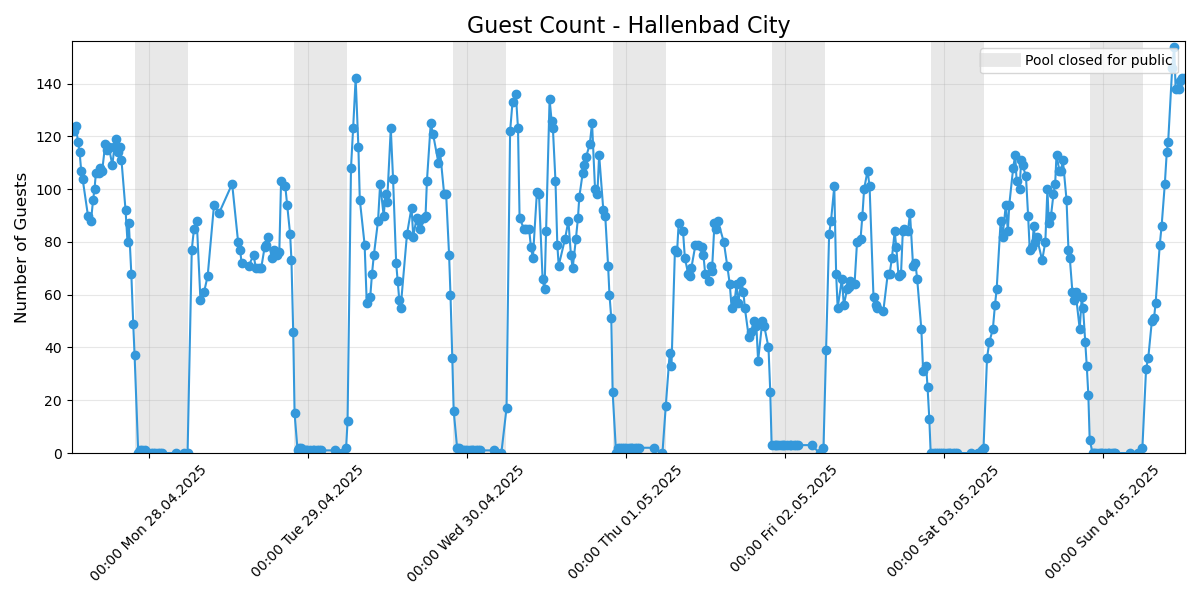 Guest Count - Hallenbad City
Pool closed for public
Number of Guests
140
120
100
80
60
40
20
0
00:00 Mon 28.04.2025
00:00 Tue 29.04.2025
00:00 Wed 30.04.2025
00:00 Thu 01.05.2025
00:00 Fri 02.05.2025
00:00 Sat 03.05.2025
00:00 Sun 04.05.2025